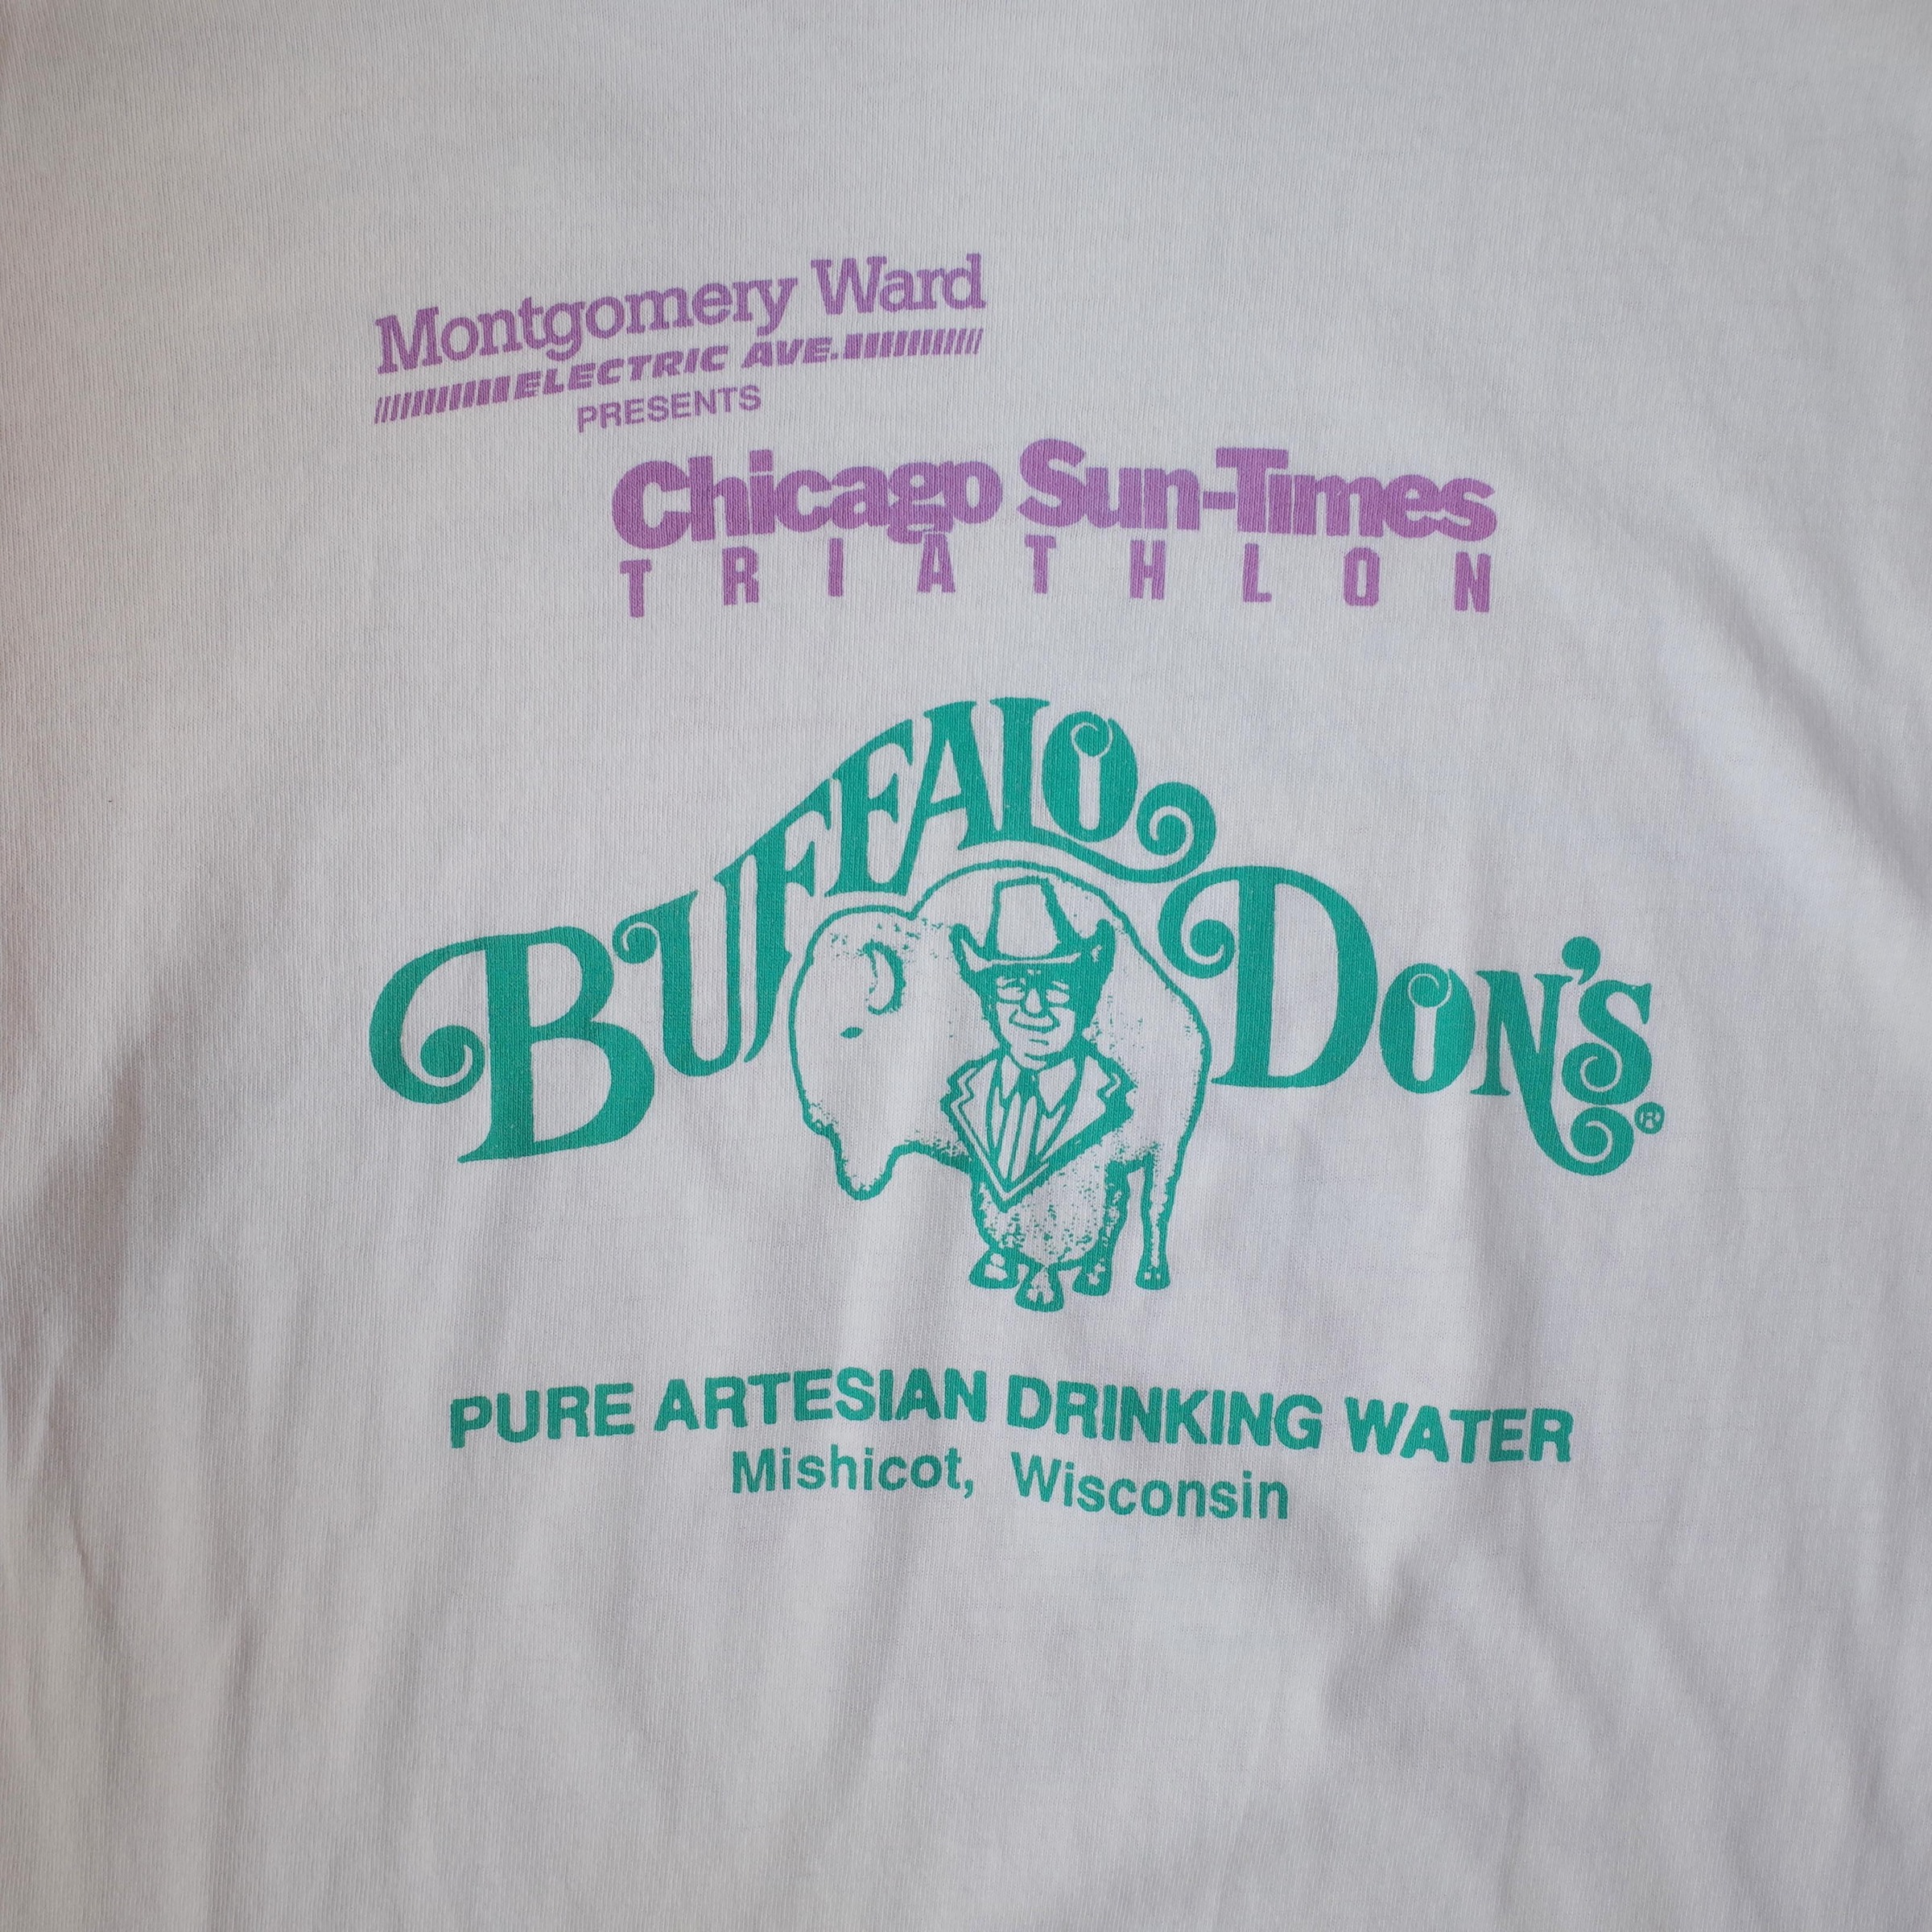 Montgomery Ward
ELECTRIC AVE.
PRESENTS
Chicago Sun-Times
TRIATHLON
BUFFALO DON'S®
PURE ARTESIAN DRINKING WATER
Mishicot, Wisconsin